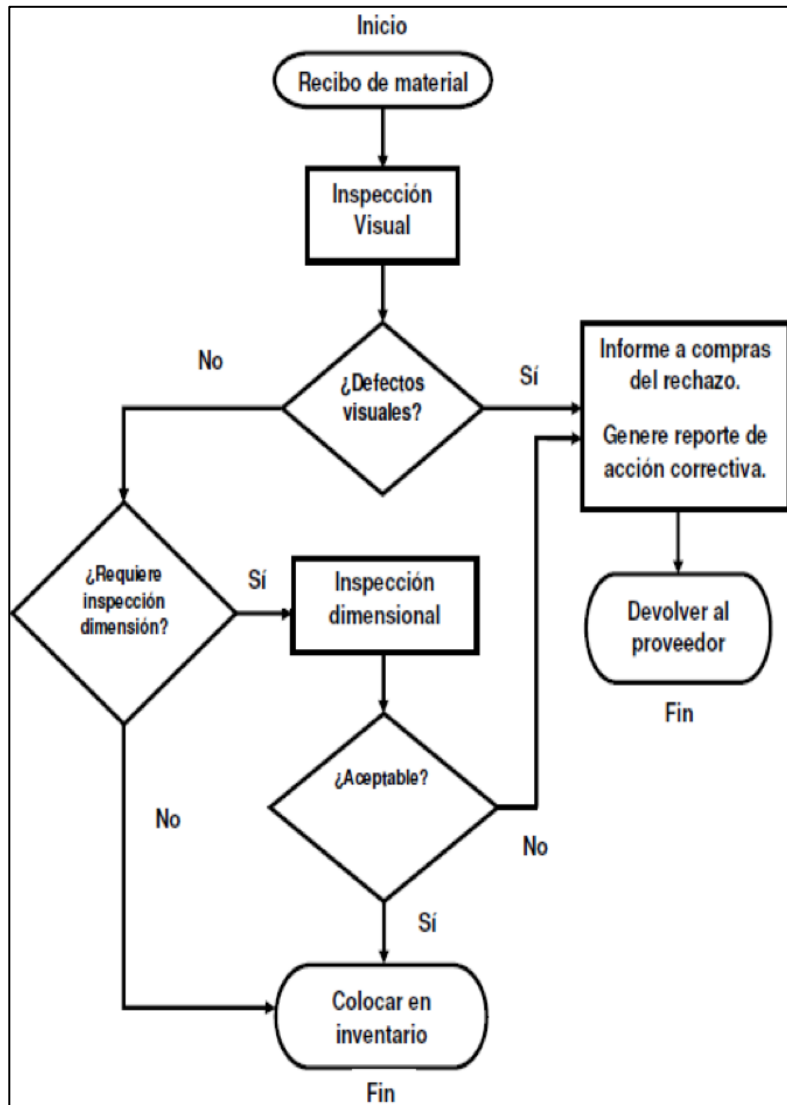 Inicio
Recibo de material
Inspección
Visual
No
¿Defectos
visuales?
Sí
Informe a compras
del rechazo.
Genere reporte de
acción correctiva.
¿Requiere
inspección
dimensión?
Sí
Inspección
dimensional
Devolver al
proveedor
Fin
¿Aceptable?
No
No
Sí
Colocar en
inventario
Fin